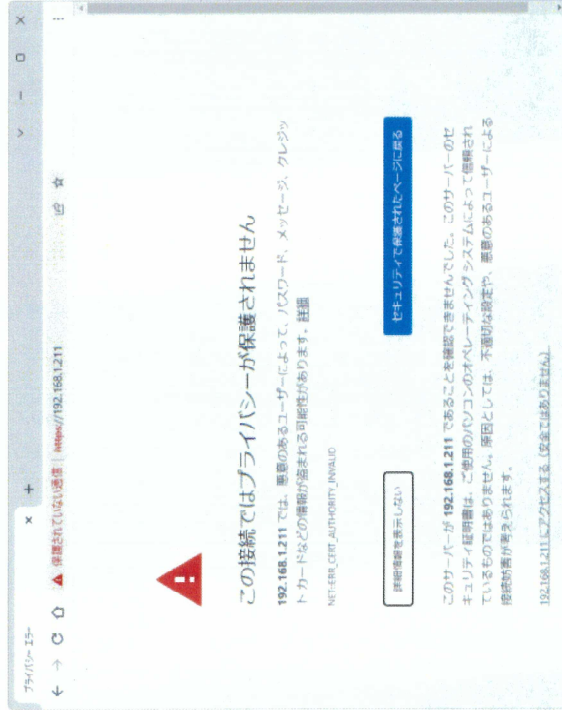 プライバシー エラー
保護されていない通信 | https://192.168.1.211
この接続ではプライバシーが保護されません
192.168.1.211 では、悪意のあるユーザーによって、パスワード、メッセージ、クレジッ
ト カードなどの情報が盗まれる可能性があります。詳細
NET::ERR_CERT_AUTHORITY_INVALID
詳細情報を表示しない
セキュリティで保護されたページに戻る
このサーバーが 192.168.1.211 であることを確認できませんでした。このサーバーのセ
キュリティ証明書は、ご使用のパソコンのオペレーティング システムによって信頼され
ているものではありません。原因としては、不適切な設定や、悪意のあるユーザーによる
接続妨害が考えられます。
192.168.1.211 にアクセスする（安全ではありません）